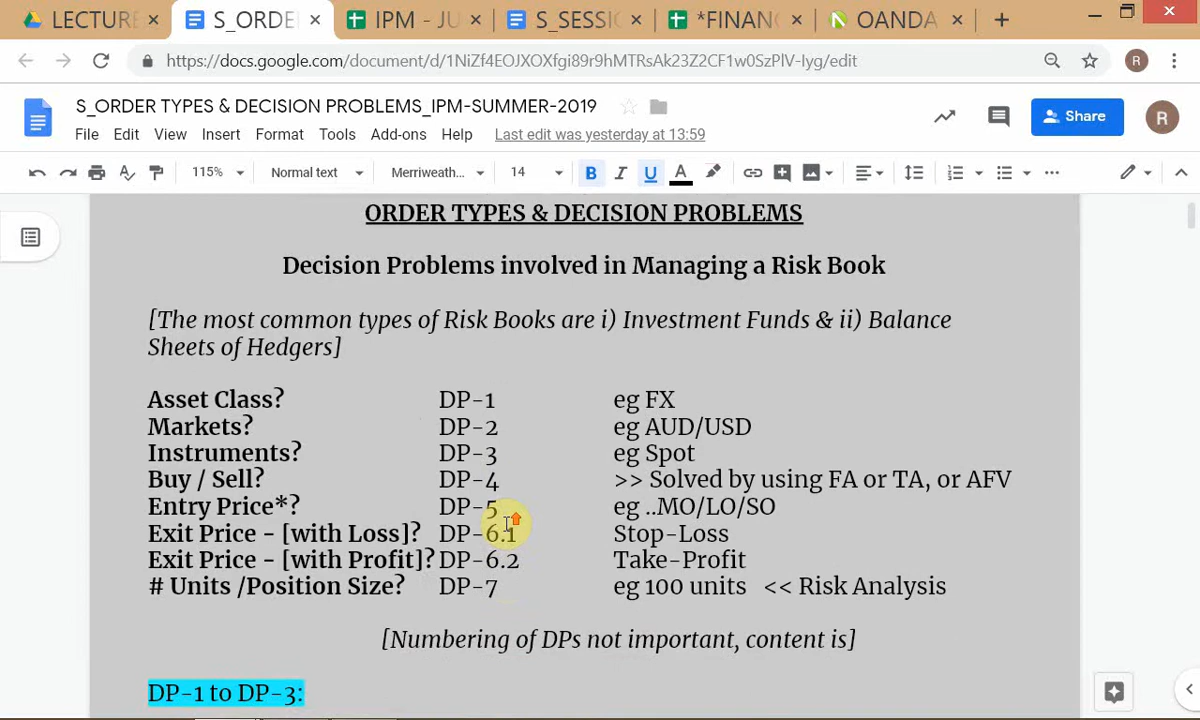 LECTURE
S_ORDE
IPM - JU
S_SESSI
*FINANC
OANDA
https://docs.google.com/document/d/1NiZf4EOJXOXfgi89r9hMTRsAk23Z2CF1w0SzPlV-Iyg/edit
R
S_ORDER TYPES & DECISION PROBLEMS_IPM-SUMMER-2019
File Edit View Insert Format Tools Add-ons Help Last edit was yesterday at 13:59
Share
R
115% Normal text Merriweath... 14 B I U A
ORDER TYPES & DECISION PROBLEMS
Decision Problems involved in Managing a Risk Book
[The most common types of Risk Books are i) Investment Funds & ii) Balance
Sheets of Hedgers]
Asset Class? DP-1 eg FX
Markets? DP-2 eg AUD/USD
Instruments? DP-3 eg Spot
Buy / Sell? DP-4 >> Solved by using FA or TA, or AFV
Entry Price*? DP-5 eg ..MO/LO/SO
Exit Price - [with Loss]? DP-6.1 Stop-Loss
Exit Price - [with Profit]? DP-6.2 Take-Profit
# Units /Position Size? DP-7 eg 100 units << Risk Analysis
[Numbering of DPs not important, content is]
DP-1 to DP-3: